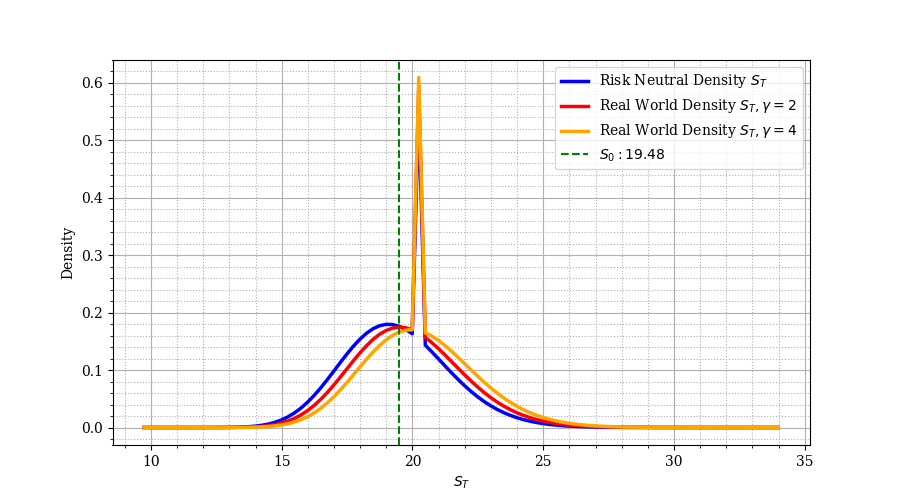 Risk Neutral Density $S_T$
Real World Density $S_T, \gamma = 2$
Real World Density $S_T, \gamma = 4$
$S_0 : 19.48$
0.6
0.5
0.4
0.3
0.2
0.1
0.0
Density
10 15 20 25 30 35
$S_T$